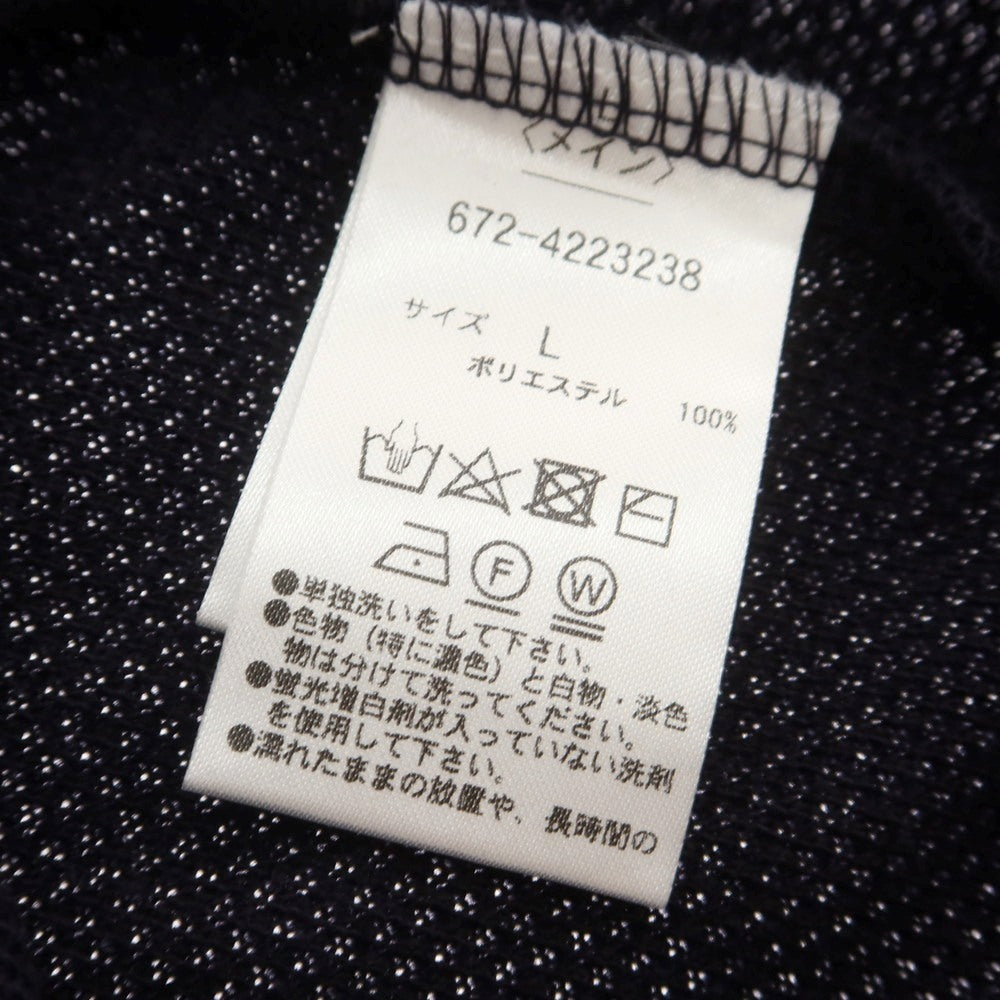 L
〈メイン〉
672-4223238
サイズ L
ポリエステル 100%
F W
●単独洗いをして下さい。
●色物(特に濃色)と白物・淡色
物は分けて洗ってください。
●蛍光増白剤が入っていない洗剤
を使用して下さい。
●濡れたままの放置や、長時間の